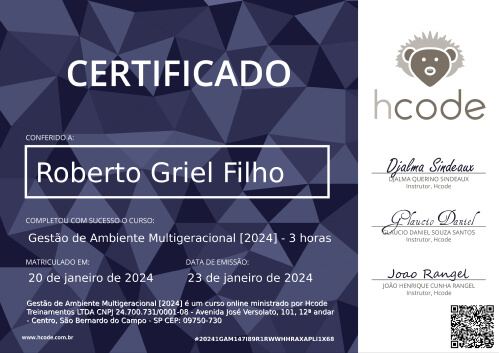 CERTIFICADO
CONFERIDO A:
Roberto Griel Filho
COMPLETOU COM SUCESSO O CURSO:
Gestão de Ambiente Multigeracional [2024] - 3 horas
MATRICULADO EM:
DATA DE EMISSÃO:
20 de janeiro de 2024
23 de janeiro de 2024
Gestão de Ambiente Multigeracional [2024] é um curso online ministrado por Hcode
Treinamentos LTDA CNPJ 24.700.731/0001-08 - Avenida José Versolato, 101, 12º andar
- Centro, São Bernardo do Campo - SP CEP: 09750-730
www.hcode.com.br
#20241GAM147I89R1RWWHHRAXAPLI1X68
hcode
Djalma Sindeaux
DJALMA QUERINO SINDEAUX
Instrutor, Hcode
Glaucio Daniel
GLAUCIO DANIEL SOUZA SANTOS
Instrutor, Hcode
Joao Rangel
JOÃO HENRIQUE CUNHA RANGEL
Instrutor, Hcode